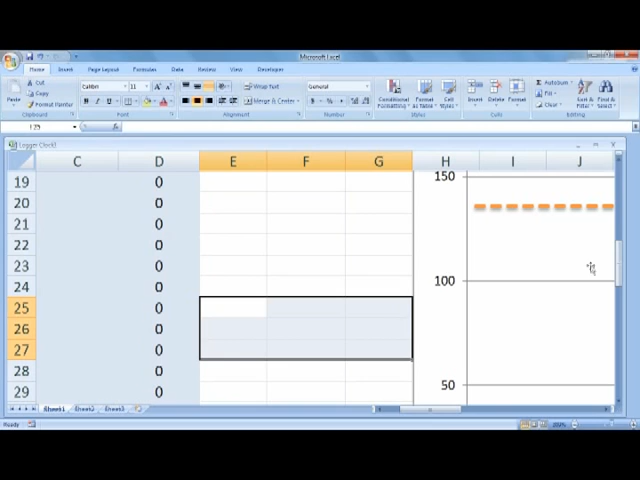 Microsoft Excel
Home Insert Page Layout Formulas Data Review View Developer
Cut
Copy
Format Painter
Paste
Clipboard
Calibri 11
Font
Wrap Text
Merge & Center
Alignment
General
Number
Conditional Formatting
Format as Table
Cell Styles
Styles
Insert Delete Format
Cells
AutoSum
Fill
Clear
Sort & Filter
Find & Select
Editing
Logger Clock1
C D E F G H I J
19 0 150
20 0
21 0
22 0
23 0
24 0 100
25 0
26 0
27 0
28 0
29 0 50
Sheet1 Sheet2 Sheet3
Ready
200%